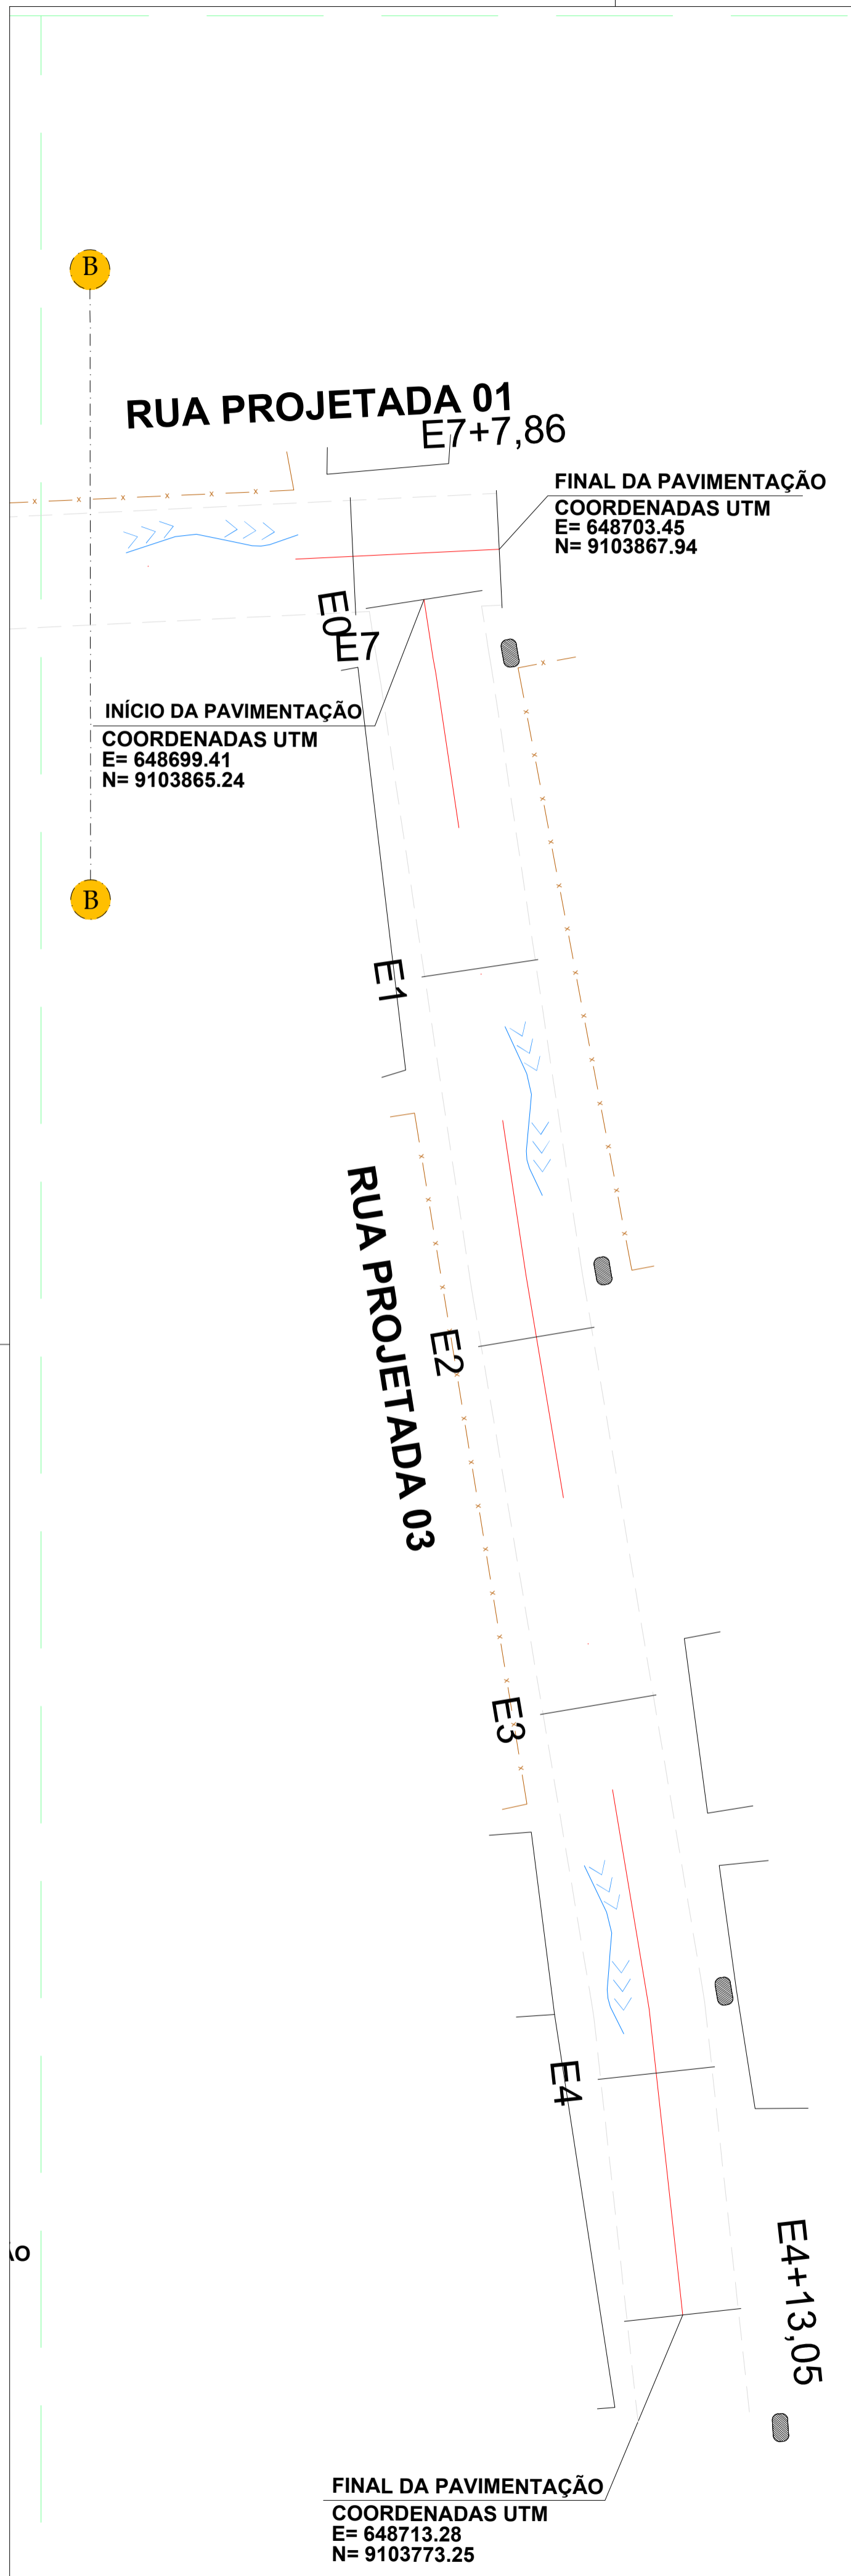 B
RUA PROJETADA 01
E7+7,86
FINAL DA PAVIMENTAÇÃO
COORDENADAS UTM
E= 648703.45
N= 9103867.94
E0
E7
INÍCIO DA PAVIMENTAÇÃO
COORDENADAS UTM
E= 648699.41
N= 9103865.24
B
E1
RUA PROJETADA 03
E2
E3
E4
ÃO
E4+13,05
FINAL DA PAVIMENTAÇÃO
COORDENADAS UTM
E= 648713.28
N= 9103773.25